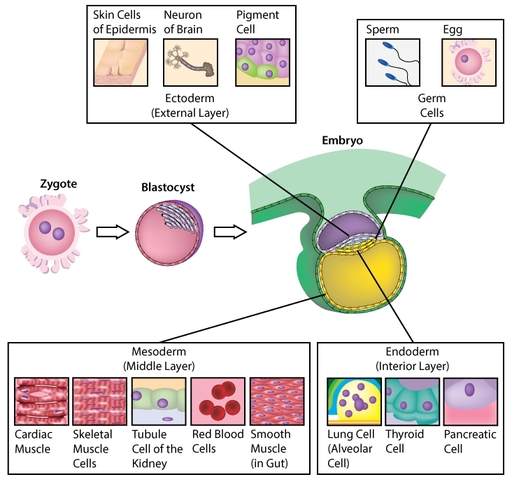 Skin Cells
of Epidermis
Neuron
of Brain
Pigment
Cell
Ectoderm
(External Layer)
Sperm
Egg
Germ
Cells
Embryo
Zygote
Blastocyst
Mesoderm
(Middle Layer)
Cardiac
Muscle
Skeletal
Muscle
Cells
Tubule
Cell of the
Kidney
Red Blood
Cells
Smooth
Muscle
(in Gut)
Endoderm
(Interior Layer)
Lung Cell
(Alveolar
Cell)
Thyroid
Cell
Pancreatic
Cell